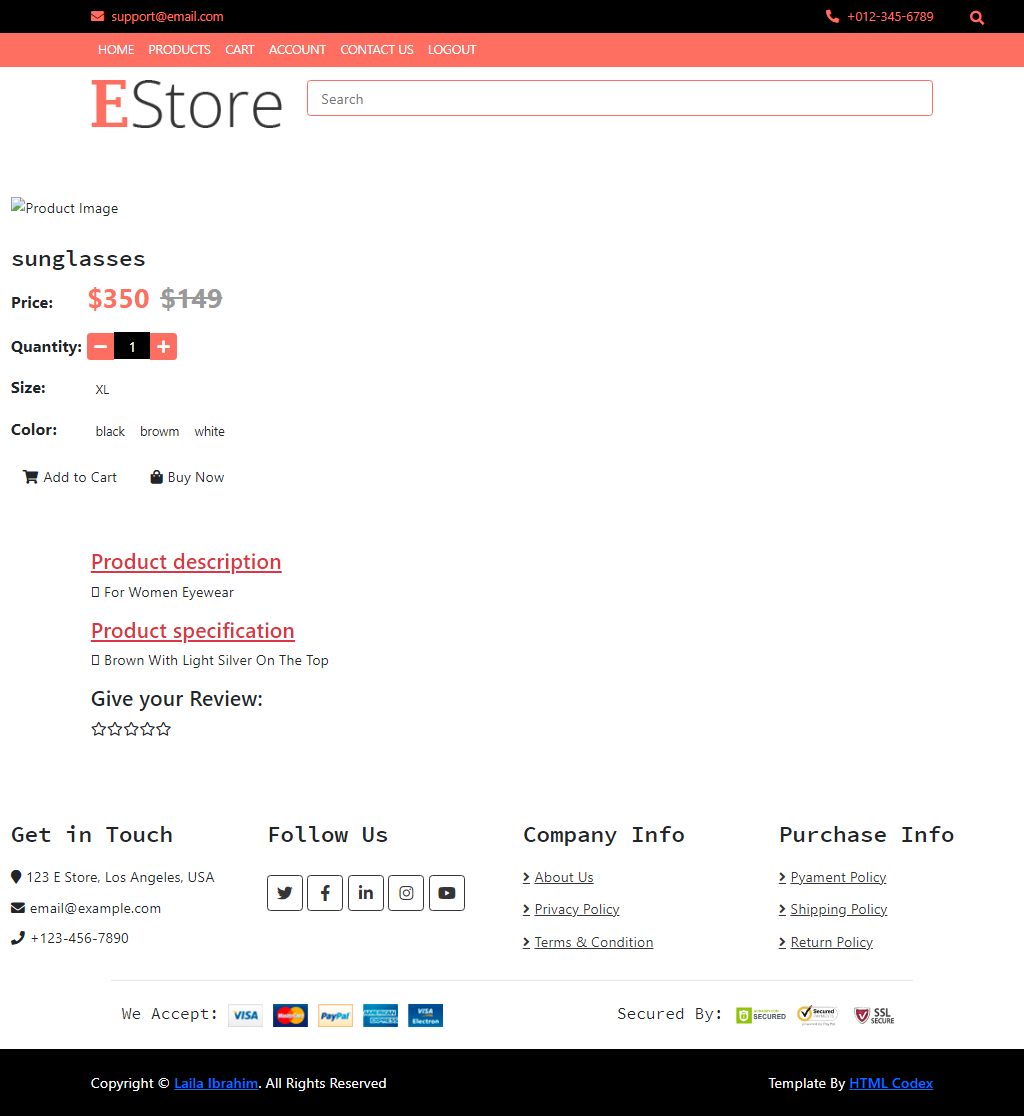 support@email.com +012-345-6789
HOME PRODUCTS CART ACCOUNT CONTACT US LOGOUT
EStore
Search
Product Image
sunglasses
Price: $350 $149
Quantity: 1
Size: XL
Color: black browm white
Add to Cart Buy Now
Product description
For Women Eyewear
Product specification
Brown With Light Silver On The Top
Give your Review:
Get in Touch Follow Us Company Info Purchase Info
123 E Store, Los Angeles, USA About Us Pyament Policy
email@example.com Privacy Policy Shipping Policy
+123-456-7890 Terms & Condition Return Policy
We Accept: VISA MasterCard PayPal AMERICAN EXPRESS VISA Electron Secured By: SECURED Secured SSL SECURE
Copyright © Laila Ibrahim. All Rights Reserved Template By HTML Codex